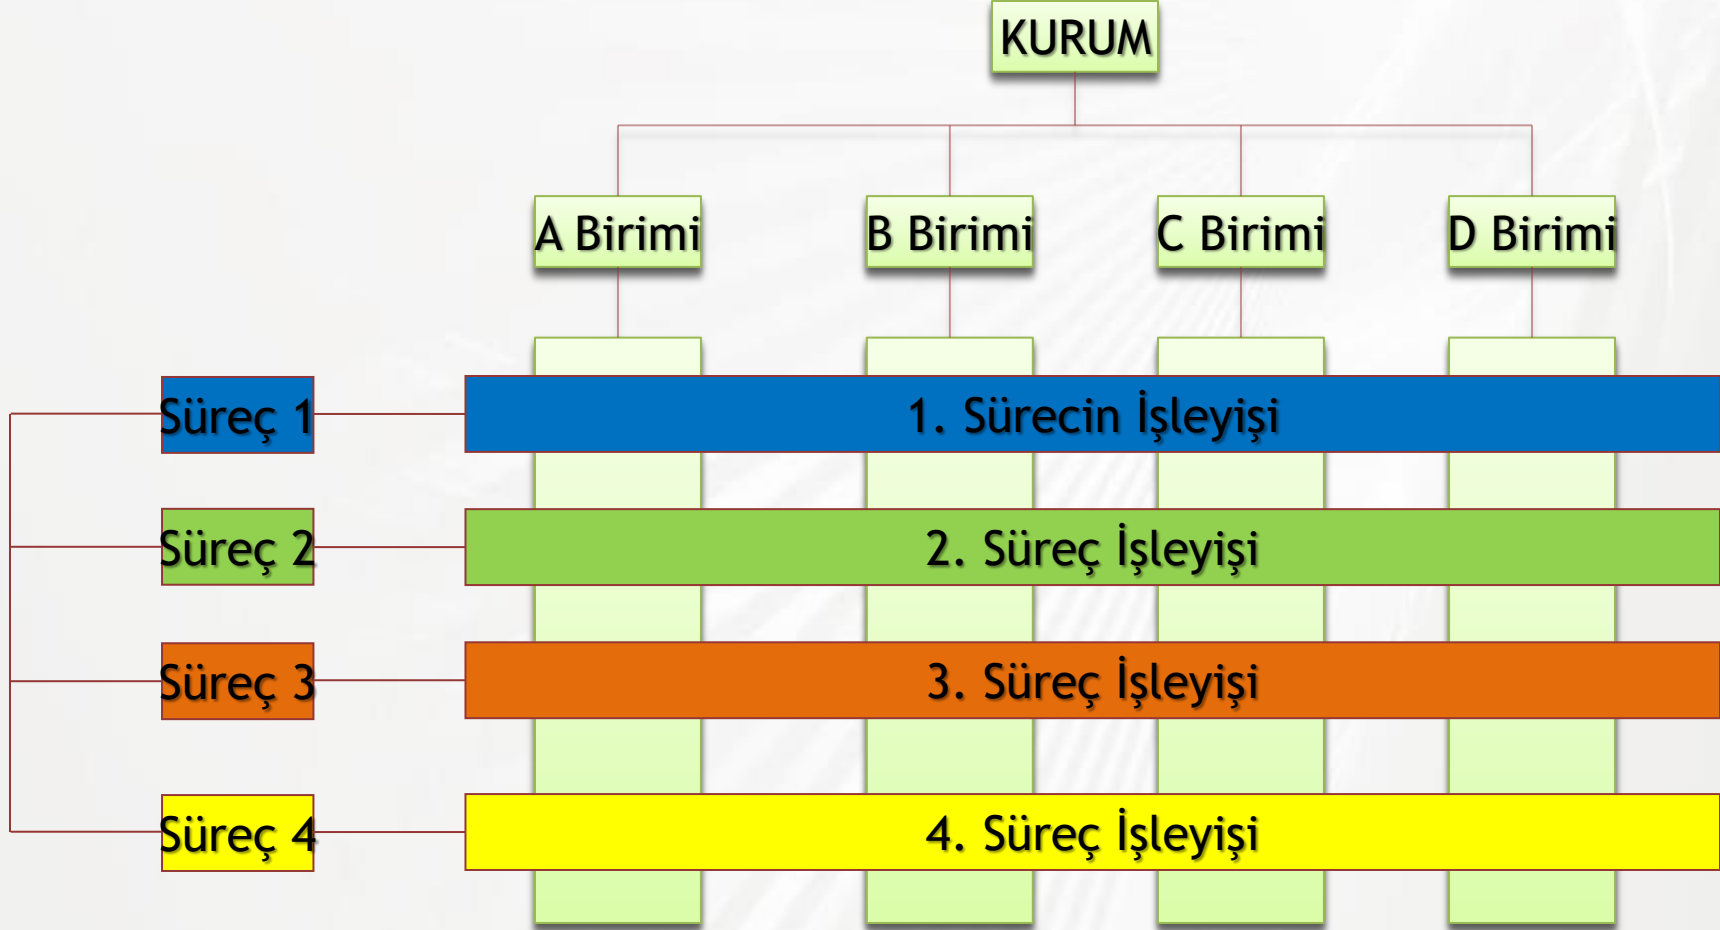 KURUM
A Birimi
B Birimi
C Birimi
D Birimi
Süreç 1
1. Sürecin İşleyişi
Süreç 2
2. Süreç İşleyişi
Süreç 3
3. Süreç İşleyişi
Süreç 4
4. Süreç İşleyişi